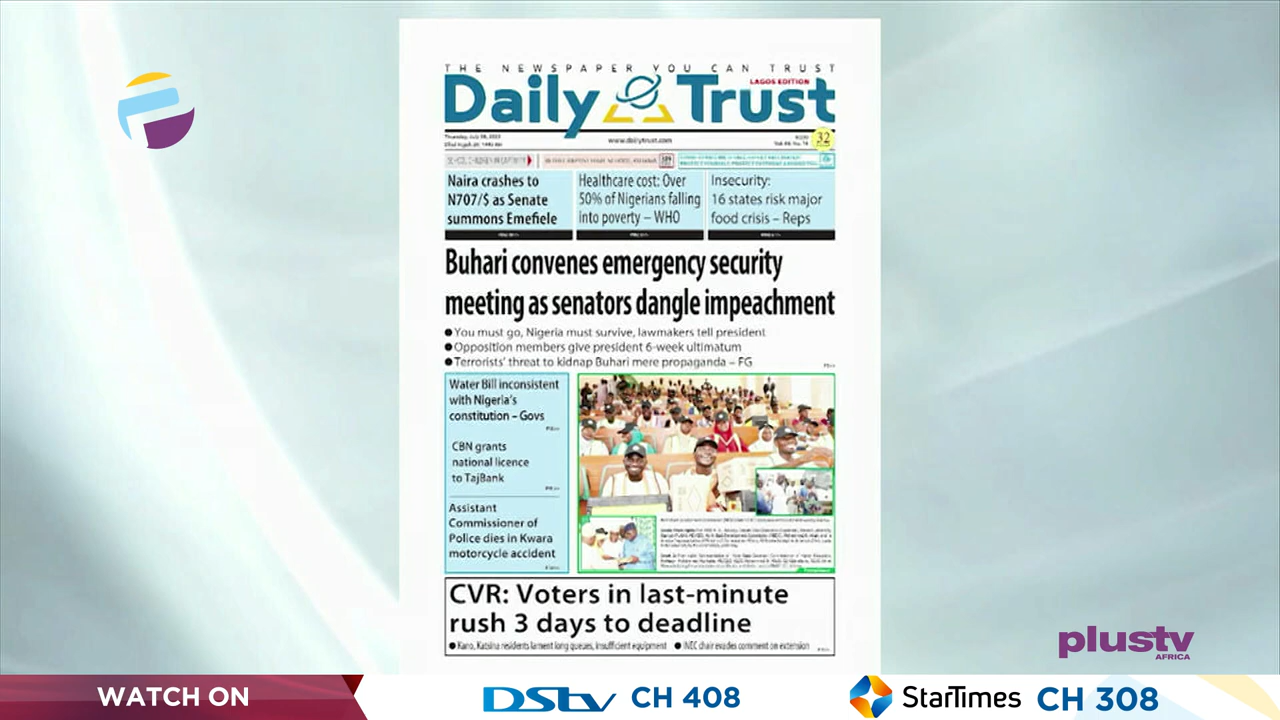 THE NEWSPAPER YOU CAN TRUST
Daily Trust
LAGOS EDITION
www.dailytrust.com
32
Naira crashes to
N707/$ as Senate
summons Emefiele
Healthcare cost: Over
50% of Nigerians falling
into poverty – WHO
Insecurity:
16 states risk major
food crisis – Reps
Buhari convenes emergency security
meeting as senators dangle impeachment
● You must go, Nigeria must survive, lawmakers tell president
● Opposition members give president 6-week ultimatum
● Terrorists' threat to kidnap Buhari mere propaganda – FG
Water Bill inconsistent
with Nigeria's
constitution – Govs
CBN grants
national licence
to TajBank
Assistant
Commissioner of
Police dies in Kwara
motorcycle accident
CVR: Voters in last-minute
rush 3 days to deadline
● Kano, Katsina residents lament long queues, insufficient equipment ● INEC chair evades comment on extension
plustv
AFRICA
WATCH ON
DStv CH 408
StarTimes CH 308